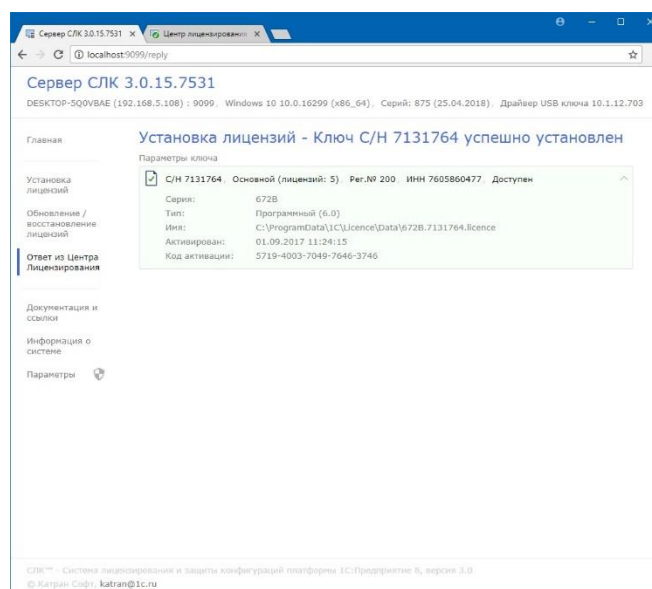 Сервер СЛК 3.0.15.7531
Центр лицензирования
localhost:9099/reply
Сервер СЛК 3.0.15.7531
DESKTOP-5Q0VBAE (192.168.5.108) : 9099, Windows 10 10.0.16299 (x86_64), Серий: 875 (25.04.2018), Драйвер USB ключа 10.1.12.703
Главная
Установка лицензий
Обновление / восстановление лицензий
Ответ из Центра Лицензирования
Документация и ссылки
Информация о системе
Параметры
Установка лицензий - Ключ С/Н 7131764 успешно установлен
Параметры ключа
С/Н 7131764, Основной (лицензий: 5), Рег.№ 200, ИНН 7605860477, Доступен
Серия: 672B
Тип: Программный (6.0)
Имя: C:\ProgramData\1C\Licence\Data\672B.7131764.licence
Активирован: 01.09.2017 11:24:15
Код активации: 5719-4003-7049-7646-3746
СЛК™ - Система лицензирования и защиты конфигураций платформы 1С:Предприятие 8, версия 3.0
© Катран Софт, katran@1c.ru